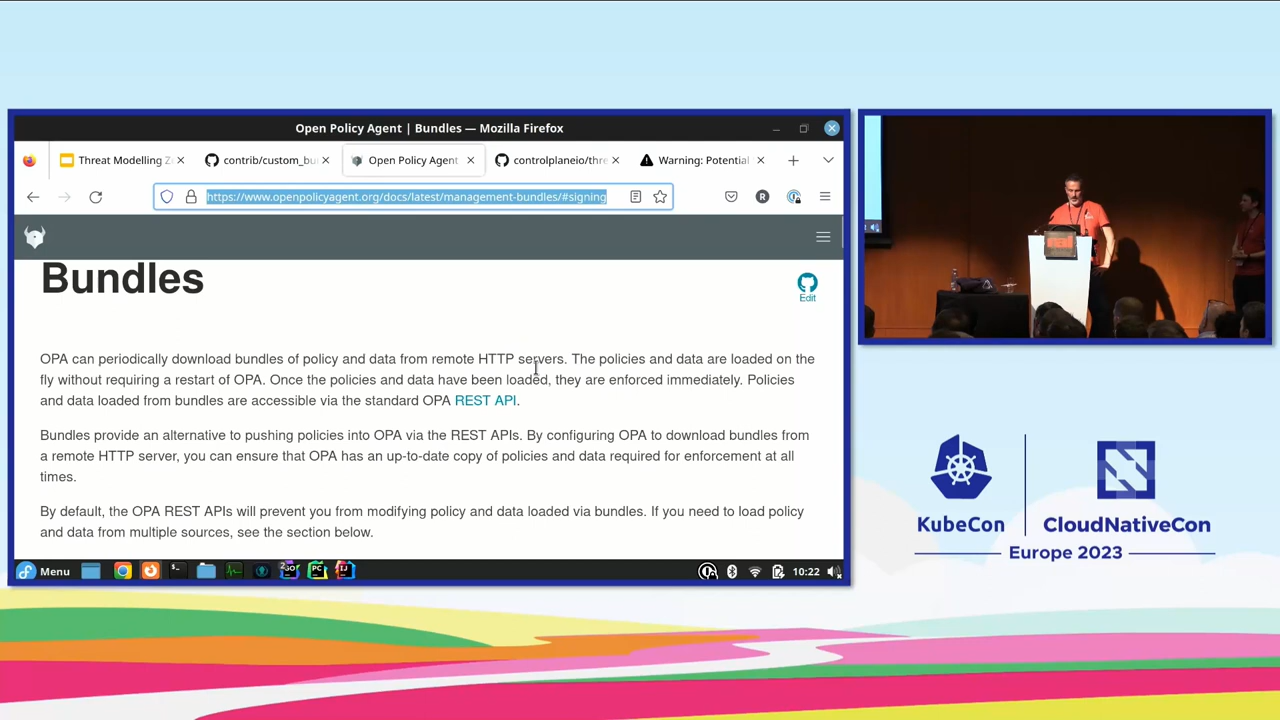 Open Policy Agent | Bundles — Mozilla Firefox
Threat Modelling Z
contrib/custom_bu
Open Policy Agent
controlplaneio/thre
Warning: Potential
https://www.openpolicyagent.org/docs/latest/management-bundles/#signing
R
Bundles
Edit
OPA can periodically download bundles of policy and data from remote HTTP servers. The policies and data are loaded on the
fly without requiring a restart of OPA. Once the policies and data have been loaded, they are enforced immediately. Policies
and data loaded from bundles are accessible via the standard OPA REST API.
Bundles provide an alternative to pushing policies into OPA via the REST APIs. By configuring OPA to download bundles from
a remote HTTP server, you can ensure that OPA has an up-to-date copy of policies and data required for enforcement at all
times.
By default, the OPA REST APIs will prevent you from modifying policy and data loaded via bundles. If you need to load policy
and data from multiple sources, see the section below.
Menu
10:22
KubeCon
CloudNativeCon
Europe 2023